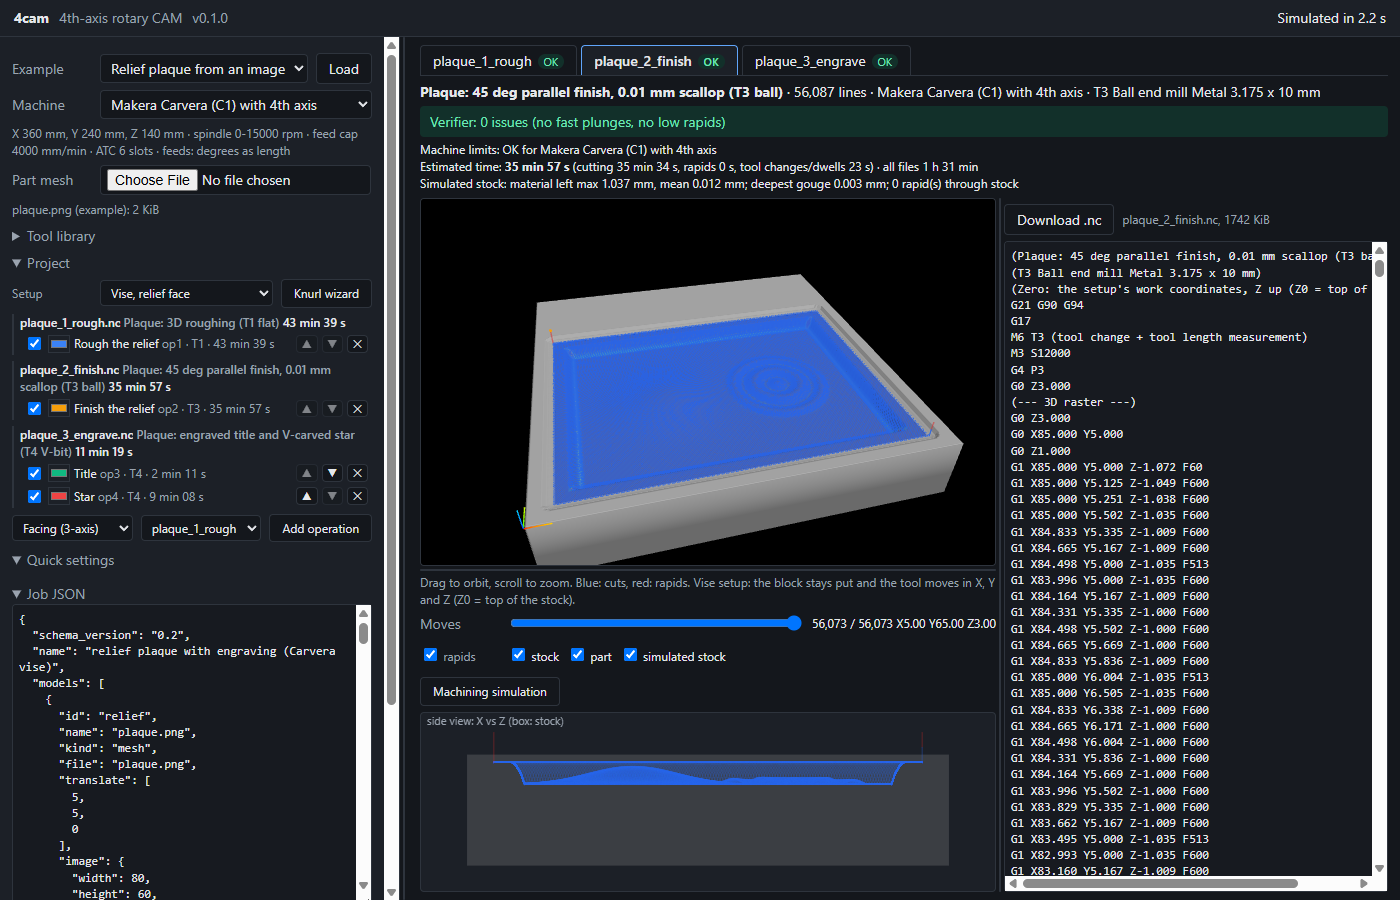 4cam 4th-axis rotary CAM v0.1.0
Simulated in 2.2 s
Example Relief plaque from an image Load
Machine Makera Carvera (C1) with 4th axis
X 360 mm, Y 240 mm, Z 140 mm · spindle 0-15000 rpm · feed cap
4000 mm/min · ATC 6 slots · feeds: degrees as length
Part mesh Choose File No file chosen
plaque.png (example): 2 KiB
Tool library
Project
Setup Vise, relief face Knurl wizard
plaque_1_rough.nc Plaque: 3D roughing (T1 flat) 43 min 39 s
Rough the relief op1 · T1 · 43 min 39 s
plaque_2_finish.nc Plaque: 45 deg parallel finish, 0.01 mm
scallop (T3 ball) 35 min 57 s
Finish the relief op2 · T3 · 35 min 57 s
plaque_3_engrave.nc Plaque: engraved title and V-carved star
(T4 V-bit) 11 min 19 s
Title op3 · T4 · 2 min 11 s
Star op4 · T4 · 9 min 08 s
Facing (3-axis) plaque_1_rough Add operation
Quick settings
Job JSON
{
"schema_version": "0.2",
"name": "relief plaque with engraving (Carvera
vise)",
"models": [
{
"id": "relief",
"name": "plaque.png",
"kind": "mesh",
"file": "plaque.png",
"translate": [
5,
5,
0
],
"image": {
"width": 80,
"height": 60,
plaque_1_rough OK plaque_2_finish OK plaque_3_engrave OK
Plaque: 45 deg parallel finish, 0.01 mm scallop (T3 ball) · 56,087 lines · Makera Carvera (C1) with 4th axis · T3 Ball end mill Metal 3.175 x 10 mm
Verifier: 0 issues (no fast plunges, no low rapids)
Machine limits: OK for Makera Carvera (C1) with 4th axis
Estimated time: 35 min 57 s (cutting 35 min 34 s, rapids 0 s, tool changes/dwells 23 s) · all files 1 h 31 min
Simulated stock: material left max 1.037 mm, mean 0.012 mm; deepest gouge 0.003 mm; 0 rapid(s) through stock
Drag to orbit, scroll to zoom. Blue: cuts, red: rapids. Vise setup: the block stays put and the tool moves in X, Y
and Z (Z0 = top of the stock).
Moves 56,073 / 56,073 X5.00 Y65.00 Z3.00
rapids stock part simulated stock
Machining simulation
side view: X vs Z (box: stock)
Download .nc plaque_2_finish.nc, 1742 KiB
(Plaque: 45 deg parallel finish, 0.01 mm scallop (T3 ba
(T3 Ball end mill Metal 3.175 x 10 mm)
(Zero: the setup's work coordinates, Z up (Z0 = top of
G21 G90 G94
G17
M6 T3 (tool change + tool length measurement)
M3 S12000
G4 P3
G0 Z3.000
(--- 3D raster ---)
G0 Z3.000
G0 X85.000 Y5.000
G0 Z1.000
G1 X85.000 Y5.000 Z-1.072 F60
G1 X85.000 Y5.125 Z-1.049 F600
G1 X85.000 Y5.251 Z-1.038 F600
G1 X85.000 Y5.502 Z-1.035 F600
G1 X84.833 Y5.335 Z-1.009 F600
G1 X84.665 Y5.167 Z-1.009 F600
G1 X84.498 Y5.000 Z-1.035 F513
G1 X83.996 Y5.000 Z-1.035 F600
G1 X84.164 Y5.167 Z-1.009 F600
G1 X84.331 Y5.335 Z-1.000 F600
G1 X84.498 Y5.502 Z-1.000 F600
G1 X84.665 Y5.669 Z-1.000 F600
G1 X84.833 Y5.836 Z-1.009 F600
G1 X85.000 Y6.004 Z-1.035 F513
G1 X85.000 Y6.505 Z-1.035 F600
G1 X84.833 Y6.338 Z-1.009 F600
G1 X84.665 Y6.171 Z-1.000 F600
G1 X84.498 Y6.004 Z-1.000 F600
G1 X84.331 Y5.836 Z-1.000 F600
G1 X84.164 Y5.669 Z-1.000 F600
G1 X83.996 Y5.502 Z-1.000 F600
G1 X83.829 Y5.335 Z-1.000 F600
G1 X83.662 Y5.167 Z-1.009 F600
G1 X83.495 Y5.000 Z-1.035 F513
G1 X82.993 Y5.000 Z-1.035 F600
G1 X83.160 Y5.167 Z-1.009 F600